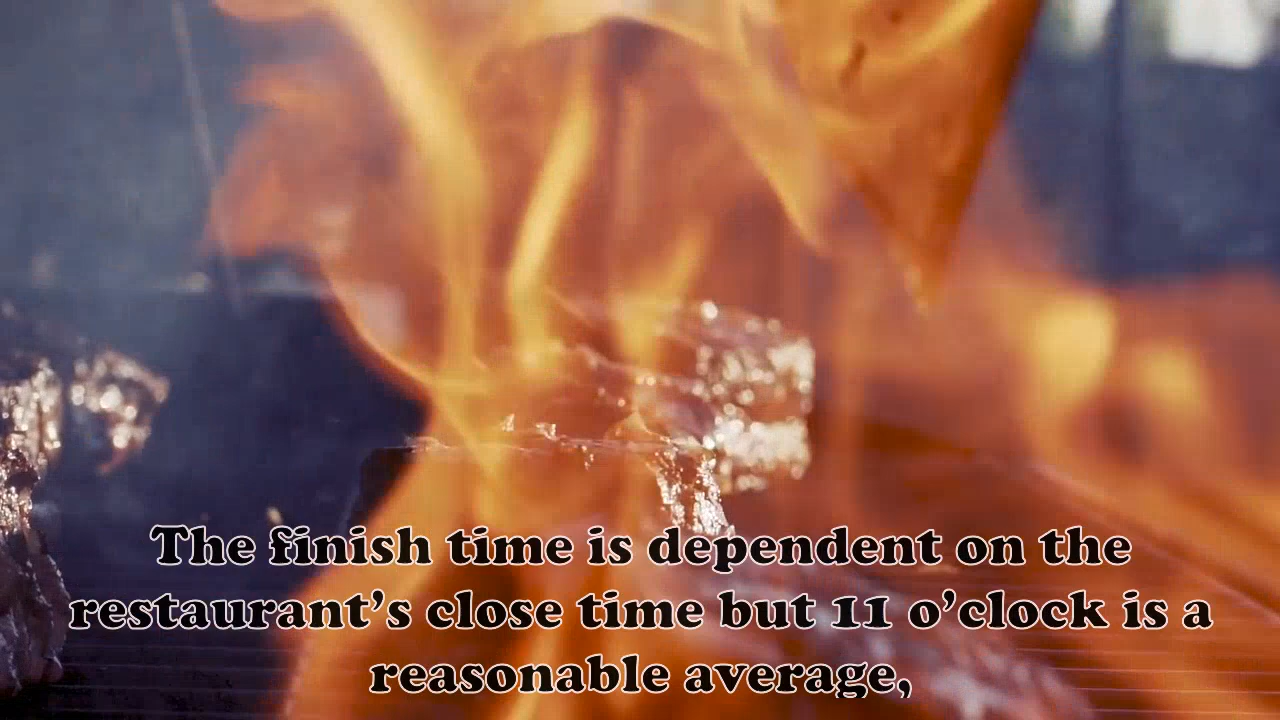 The finish time is dependent on the
restaurant’s close time but 11 o’clock is a
reasonable average,